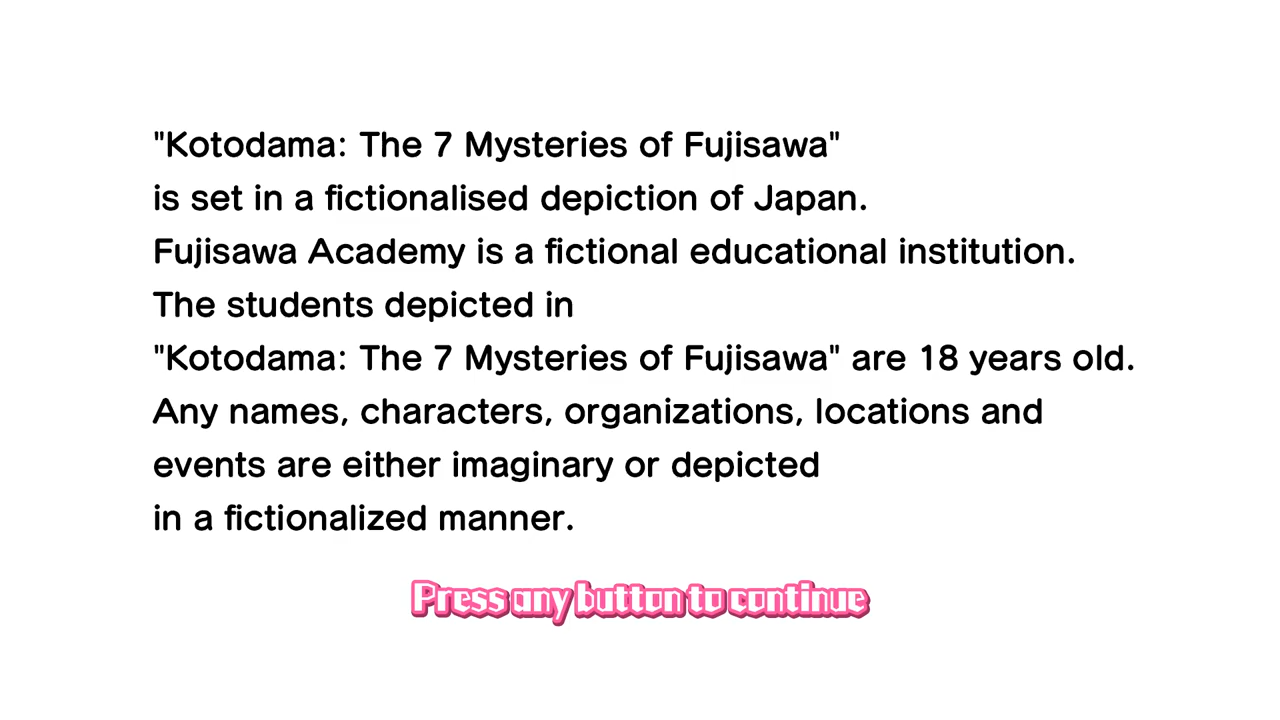 "Kotodama: The 7 Mysteries of Fujisawa"
is set in a fictionalised depiction of Japan.
Fujisawa Academy is a fictional educational institution.
The students depicted in
"Kotodama: The 7 Mysteries of Fujisawa" are 18 years old.
Any names, characters, organizations, locations and
events are either imaginary or depicted
in a fictionalized manner.
Press any button to continue